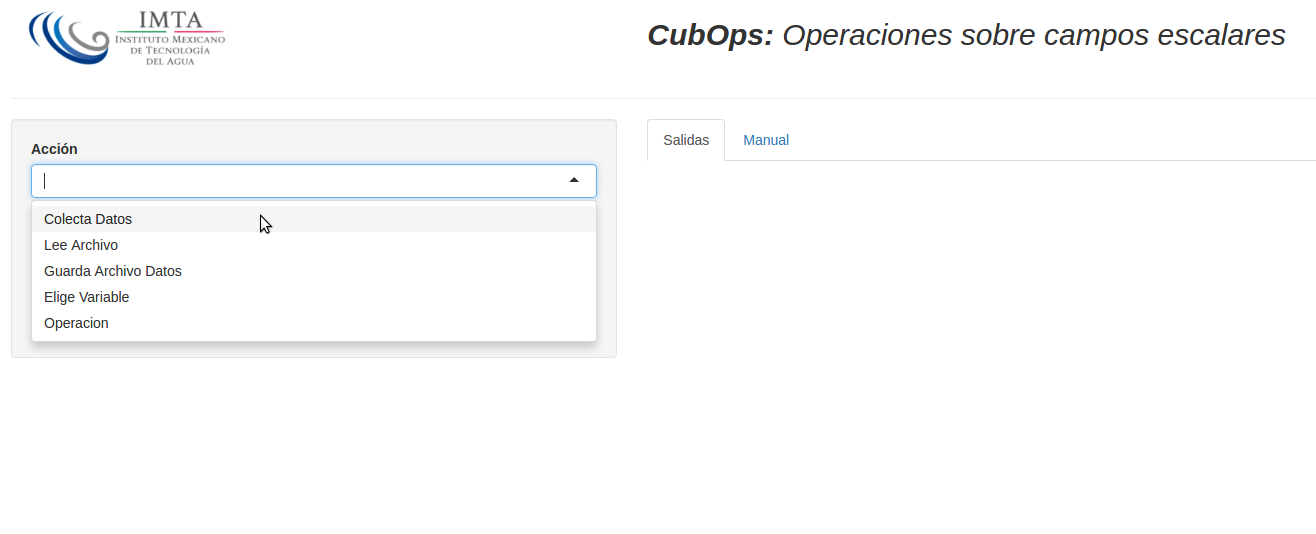 IMTA
INSTITUTO MEXICANO
DE TECNOLOGÍA
DEL AGUA
CubOps: Operaciones sobre campos escalares
Acción
Colecta Datos
Lee Archivo
Guarda Archivo Datos
Elige Variable
Operacion
Salidas
Manual